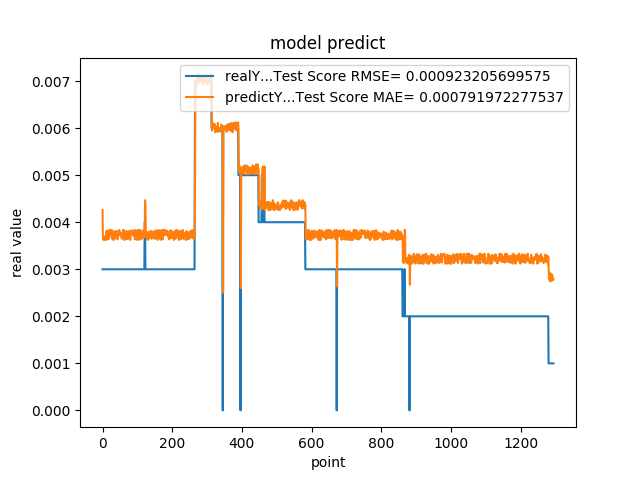 model predict
realY...Test Score RMSE= 0.000923205699575
predictY...Test Score MAE= 0.000791972277537
0.007
0.006
0.005
0.004
0.003
0.002
0.001
0.000
real value
0 200 400 600 800 1000 1200
point